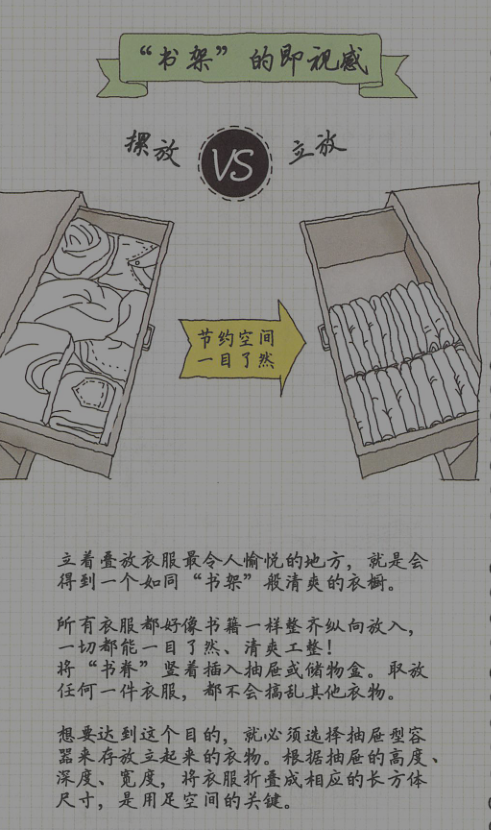 “书架”的即视感
摞放
VS
立放
节约空间
一目了然
立着叠放衣服最令人愉悦的地方，就是会
得到一个如同“书架”般清爽的衣橱。
所有衣服都好像书籍一样整齐纵向放入，
一切都能一目了然、清爽工整！
将“书脊”竖着插入抽屉或储物盒。取放
任何一件衣服，都不会搞乱其他衣物。
想要达到这个目的，就必须选择抽屉型容
器来存放立起来的衣物。根据抽屉的高度、
深度、宽度，将衣服折叠成相应的长方体
尺寸，是用足空间的关键。